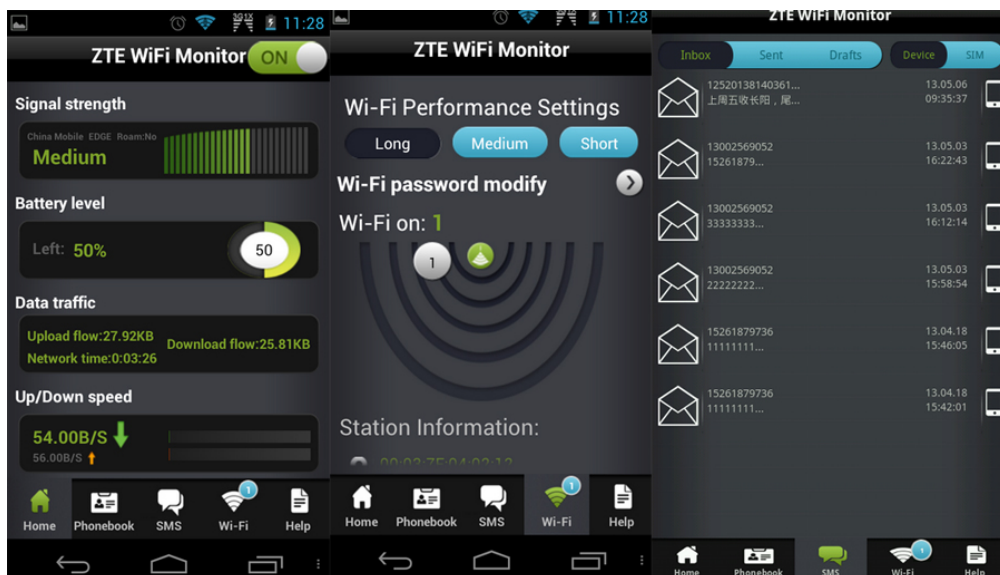 3G1X
11:28
ZTE WiFi Monitor
ON
Signal strength
China Mobile EDGE Roam:No
Medium
Battery level
Left: 50%
50
Data traffic
Upload flow:27.92KB
Download flow:25.81KB
Network time:0:03:26
Up/Down speed
54.00B/S
56.00B/S
1
Home
Phonebook
SMS
Wi-Fi
Help
11:28
ZTE WiFi Monitor
Wi-Fi Performance Settings
Long
Medium
Short
Wi-Fi password modify
Wi-Fi on: 1
1
Station Information:
1
Home
Phonebook
SMS
Wi-Fi
Help
ZTE WiFi Monitor
Inbox
Sent
Drafts
Device
SIM
12520138140361...
13.05.06
上周五收长阳，尾...
09:35:37
13002569052
13.05.03
15261879...
16:22:43
13002569052
13.05.03
33333333...
16:12:14
13002569052
13.05.03
22222222...
15:58:54
15261879736
13.04.18
11111111...
15:46:05
15261879736
13.04.18
11111111...
15:42:01
1
Home
Phonebook
SMS
Wi-Fi
Help